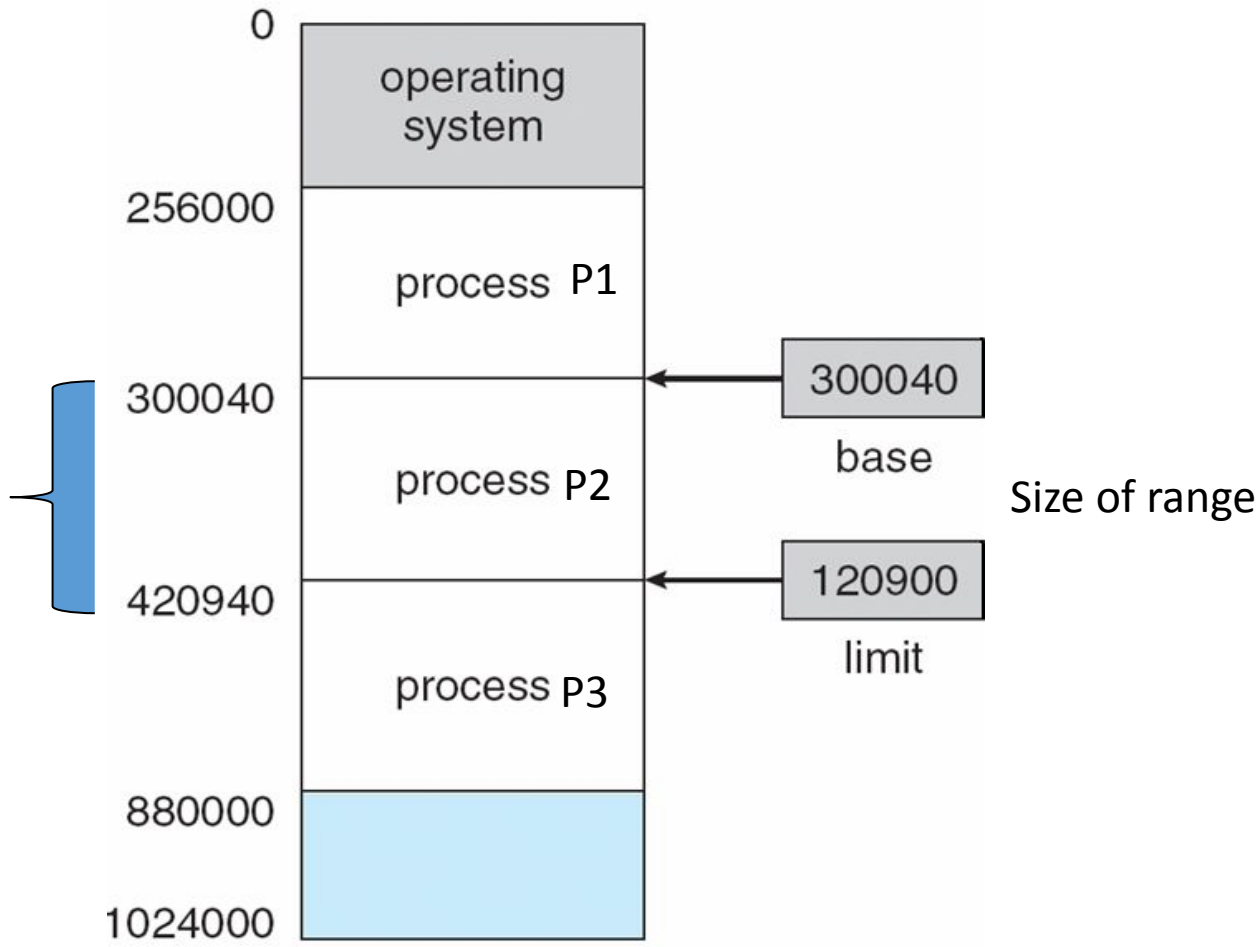 0
operating
system
256000
process P1
300040
300040
base
process P2
Size of range
420940
120900
limit
process P3
880000
1024000